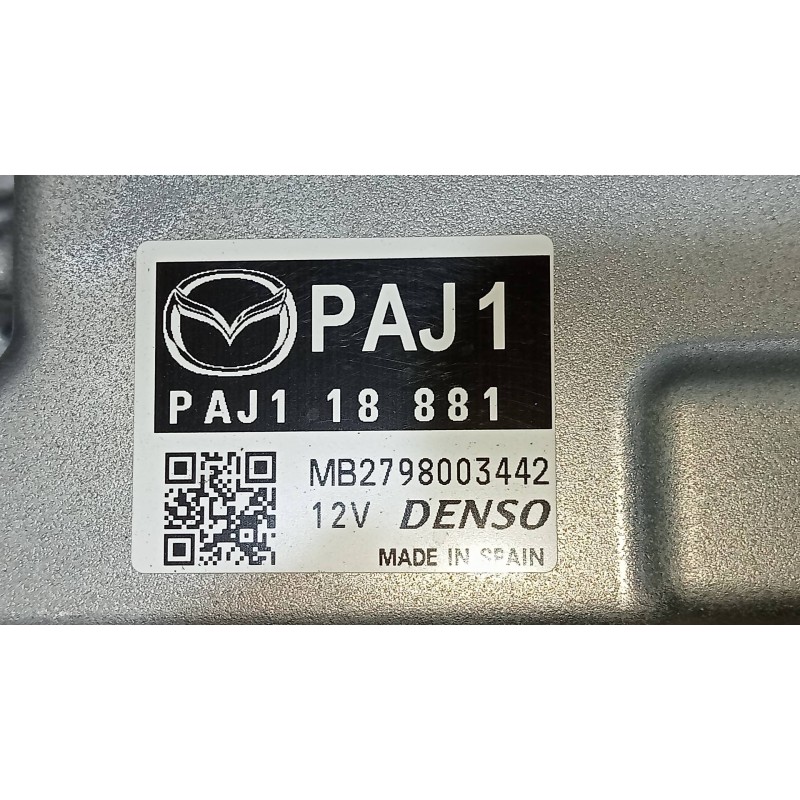 PAJ1
PAJ1 18 881
MB2798003442
12V DENSO
MADE IN SPAIN